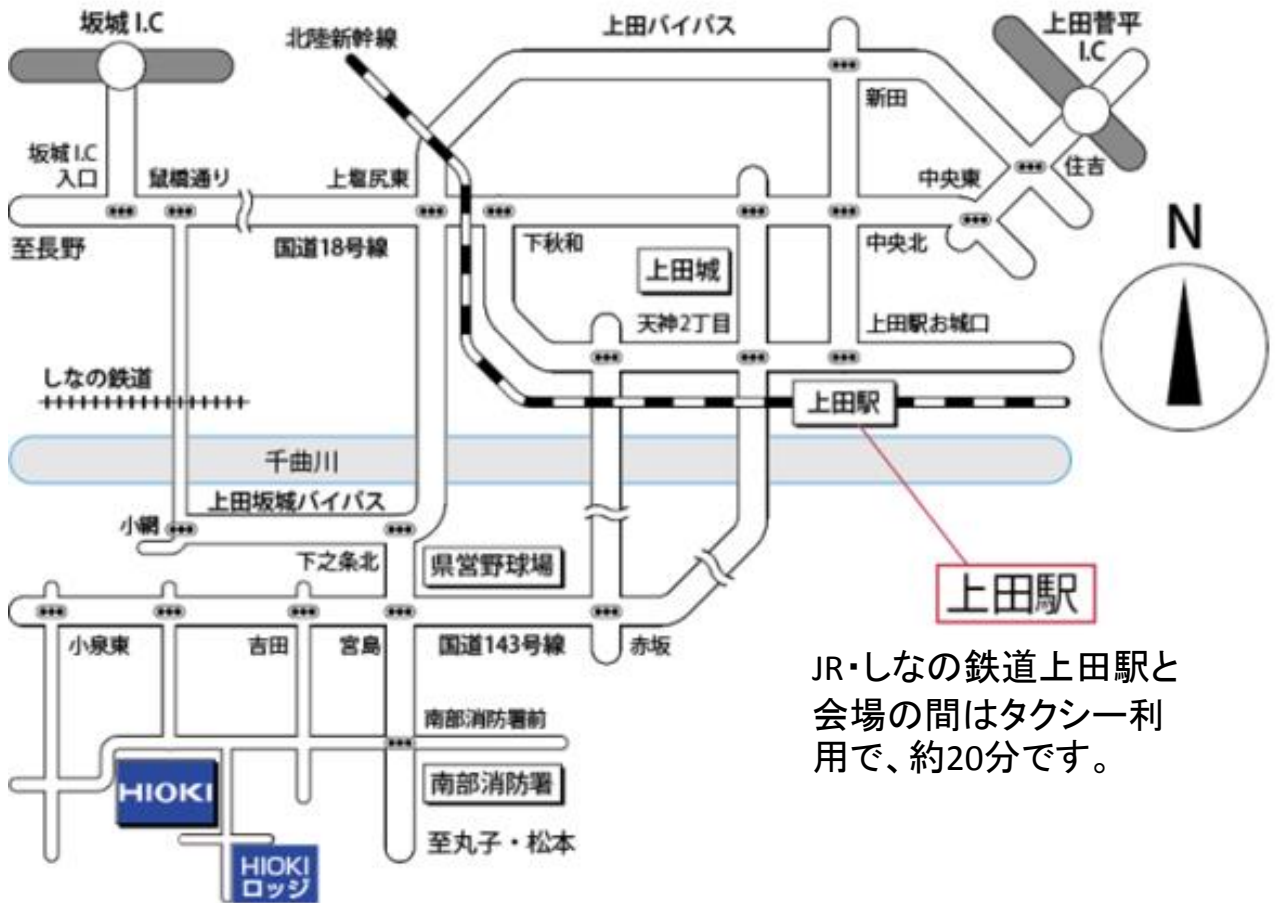 坂城 I.C
北陸新幹線
上田バイパス
上田菅平
I.C
新田
坂城 I.C
入口
鼠橋通り
上塩尻東
中央東
住吉
至長野
国道18号線
下秋和
上田城
中央北
N
天神2丁目
上田駅お城口
しなの鉄道
上田駅
千曲川
上田坂城バイパス
小網
下之条北
県営野球場
上田駅
小泉東
吉田
宮島
国道143号線
赤坂
JR・しなの鉄道上田駅と
会場の間はタクシー利
用で、約20分です。
南部消防署前
HIOKI
南部消防署
至丸子・松本
HIOKI
ロッジ